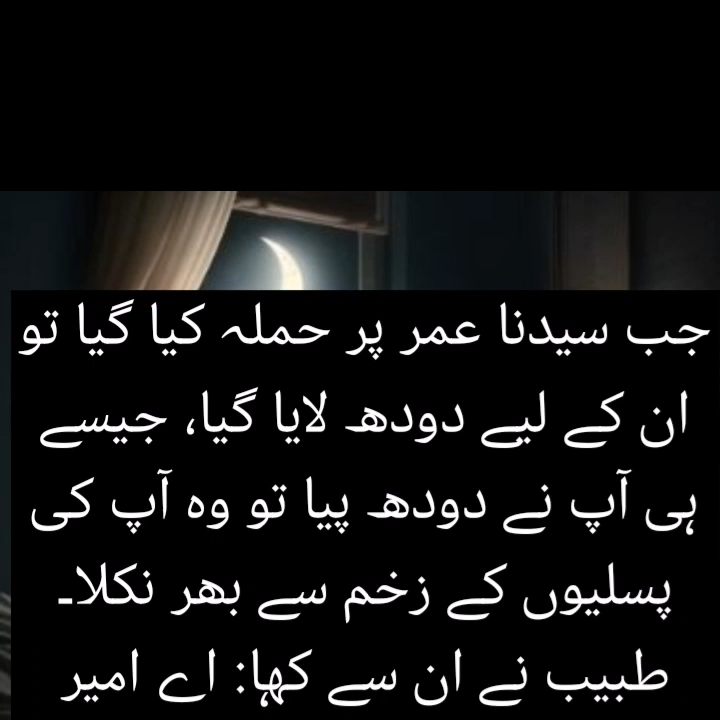 جب سیدنا عمر پر حملہ کیا گیا تو
ان کے لیے دودھ لایا گیا، جیسے
ہی آپ نے دودھ پیا تو وہ آپ کی
پسلیوں کے زخم سے بھر نکلا۔
طبیب نے ان سے کہا: اے امیر